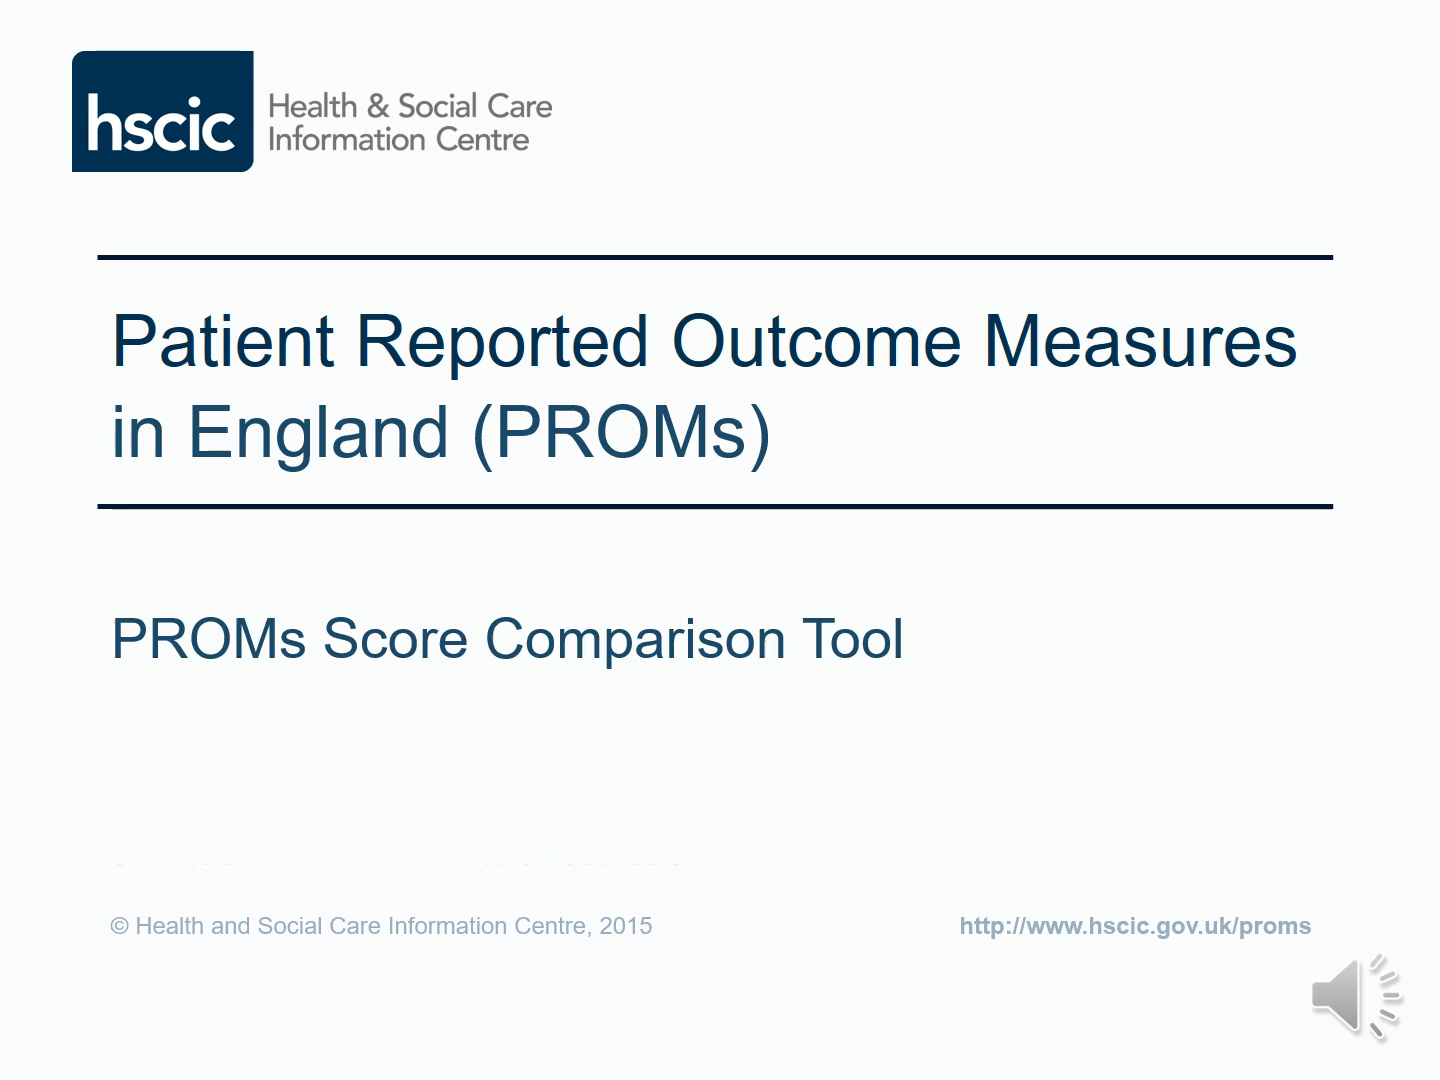 hscic
Health & Social Care
Information Centre
Patient Reported Outcome Measures
in England (PROMs)
PROMs Score Comparison Tool
© Health and Social Care Information Centre, 2015
http://www.hscic.gov.uk/proms